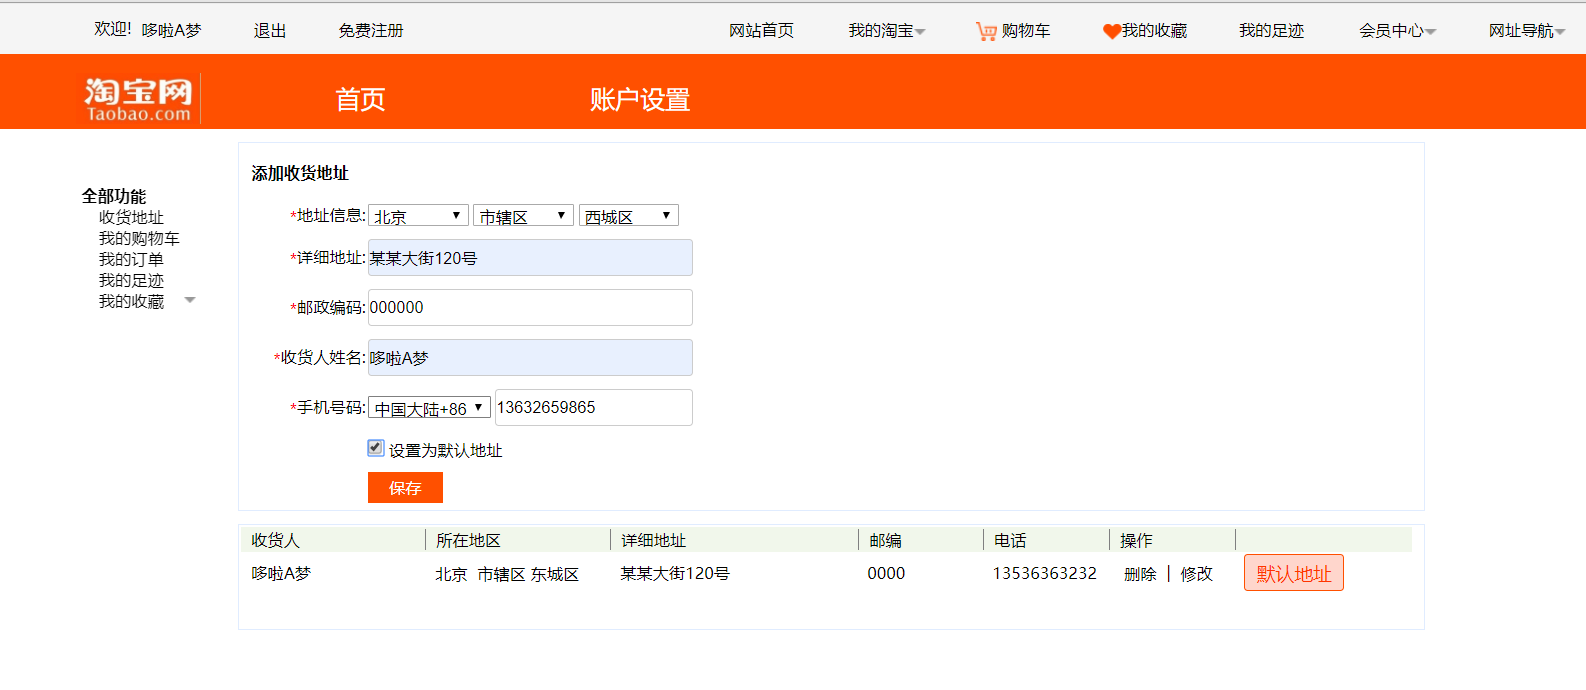 欢迎! 哆啦A梦 退出 免费注册 网站首页 我的淘宝 购物车 我的收藏 我的足迹 会员中心 网址导航
淘宝网
Taobao.com
首页 账户设置
全部功能
收货地址
我的购物车
我的订单
我的足迹
我的收藏
添加收货地址
*地址信息: 北京 市辖区 西城区
*详细地址: 某某大街120号
*邮政编码: 000000
*收货人姓名: 哆啦A梦
*手机号码: 中国大陆+86 13632659865
设置为默认地址
保存
收货人 所在地区 详细地址 邮编 电话 操作
哆啦A梦 北京 市辖区 东城区 某某大街120号 0000 13536363232 删除 | 修改 默认地址